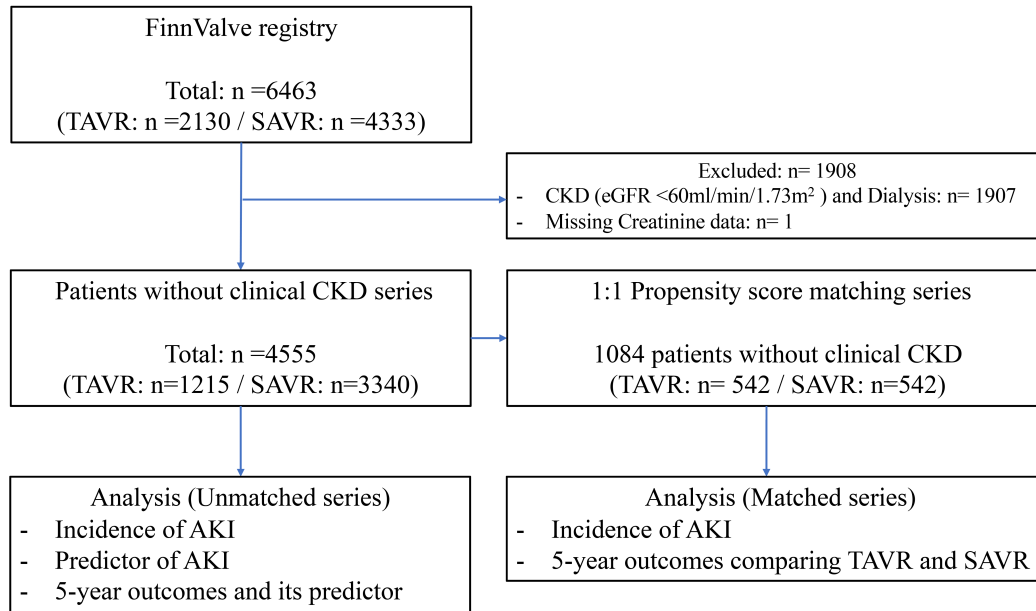 FinnValve registry
Total: n =6463
(TAVR: n =2130 / SAVR: n =4333)
Excluded: n= 1908
- CKD (eGFR <60ml/min/1.73m² ) and Dialysis: n= 1907
- Missing Creatinine data: n= 1
Patients without clinical CKD series
Total: n =4555
(TAVR: n=1215 / SAVR: n=3340)
1:1 Propensity score matching series
1084 patients without clinical CKD
(TAVR: n= 542 / SAVR: n=542)
Analysis (Unmatched series)
- Incidence of AKI
- Predictor of AKI
- 5-year outcomes and its predictor
Analysis (Matched series)
- Incidence of AKI
- 5-year outcomes comparing TAVR and SAVR